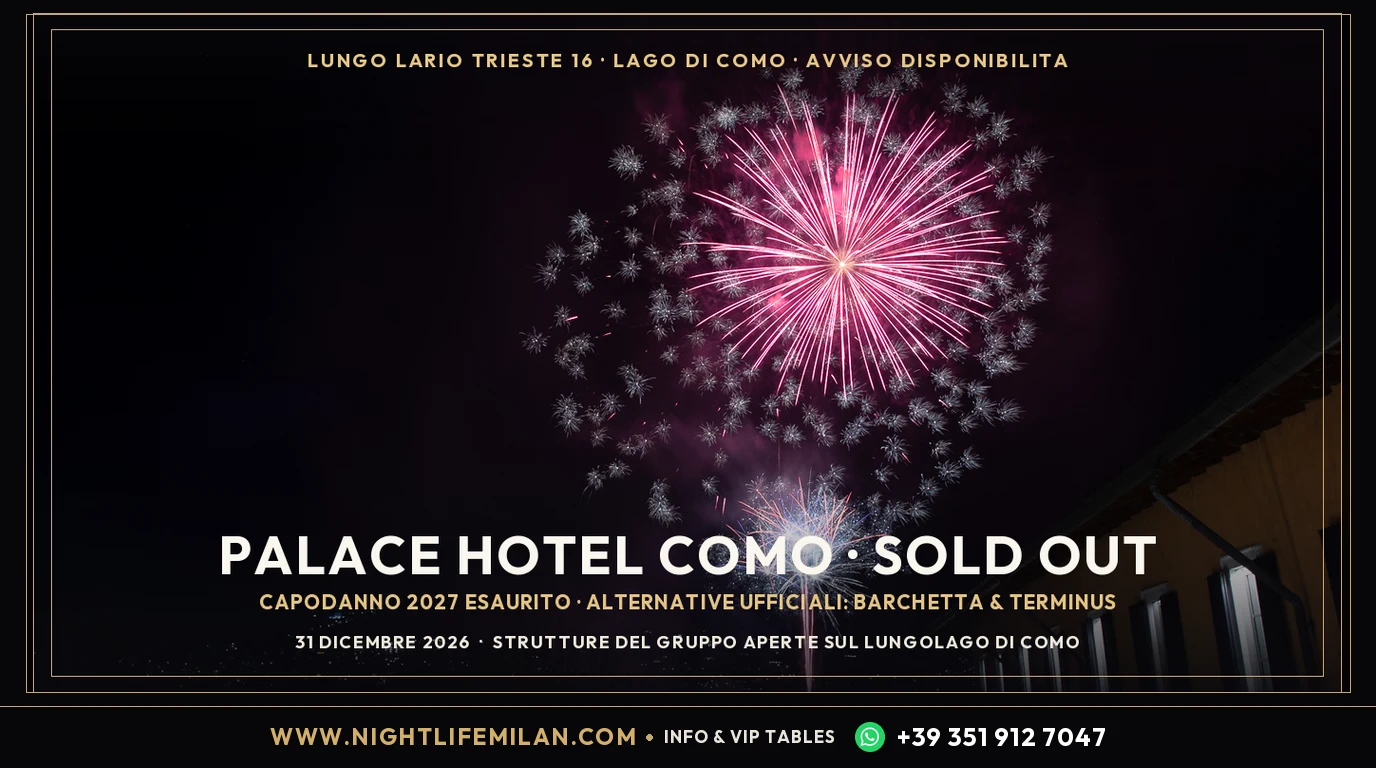 LUNGO LARIO TRIESTE 16 · LAGO DI COMO · AVVISO DISPONIBILITA
PALACE HOTEL COMO · SOLD OUT
CAPODANNO 2027 ESAURITO · ALTERNATIVE UFFICIALI: BARCHETTA & TERMINUS
31 DICEMBRE 2026 · STRUTTURE DEL GRUPPO APERTE SUL LUNGOLAGO DI COMO
WWW.NIGHTLIFEMILAN.COM • INFO & VIP TABLES +39 351 912 7047